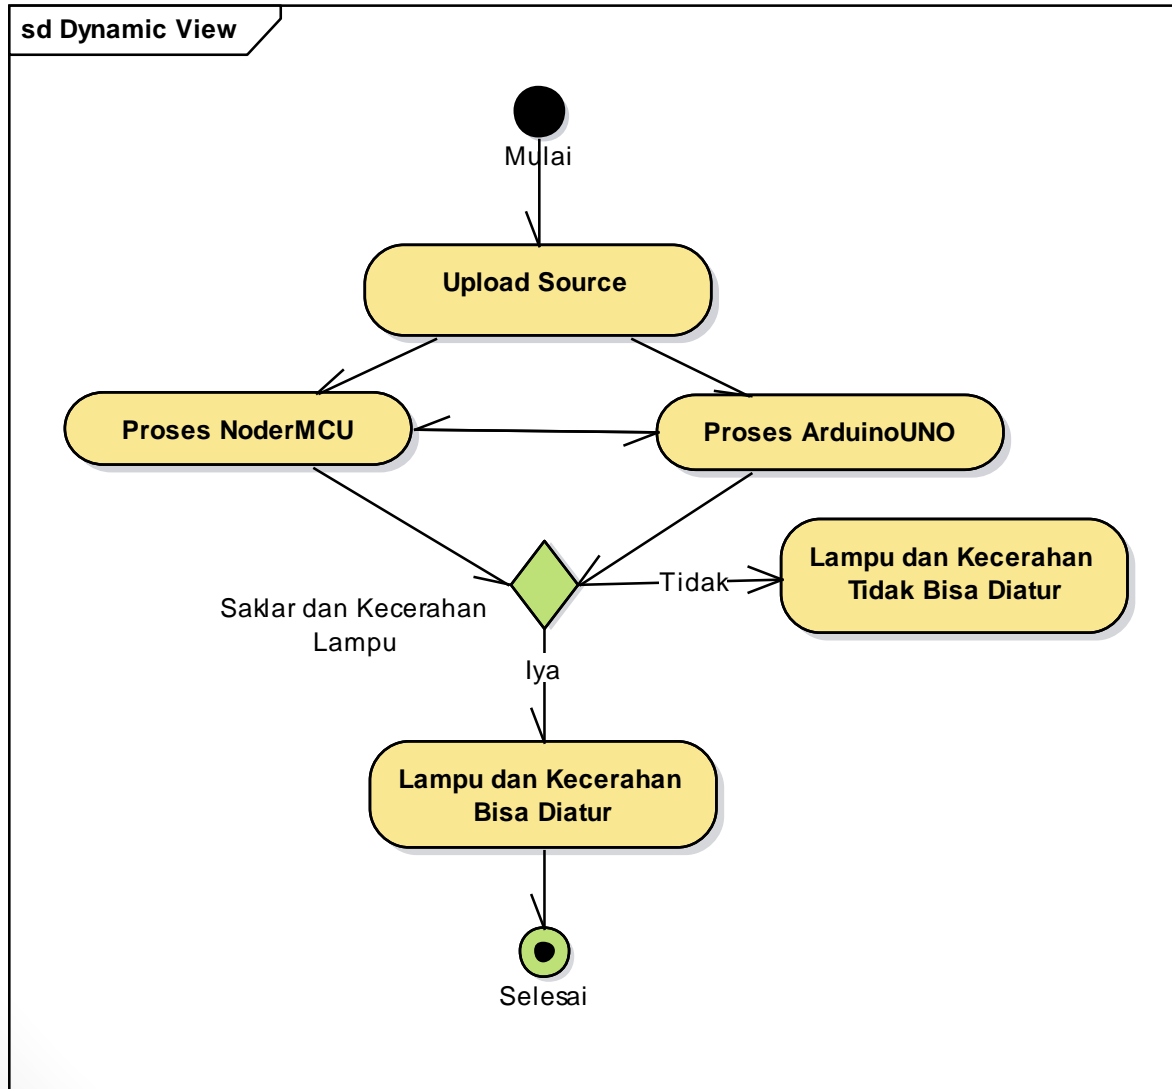 sd Dynamic View
Mulai
Upload Source
Proses NoderMCU
Proses ArduinoUNO
Lampu dan Kecerahan
Tidak Bisa Diatur
Tidak
Saklar dan Kecerahan
Lampu
Iya
Lampu dan Kecerahan
Bisa Diatur
Selesai